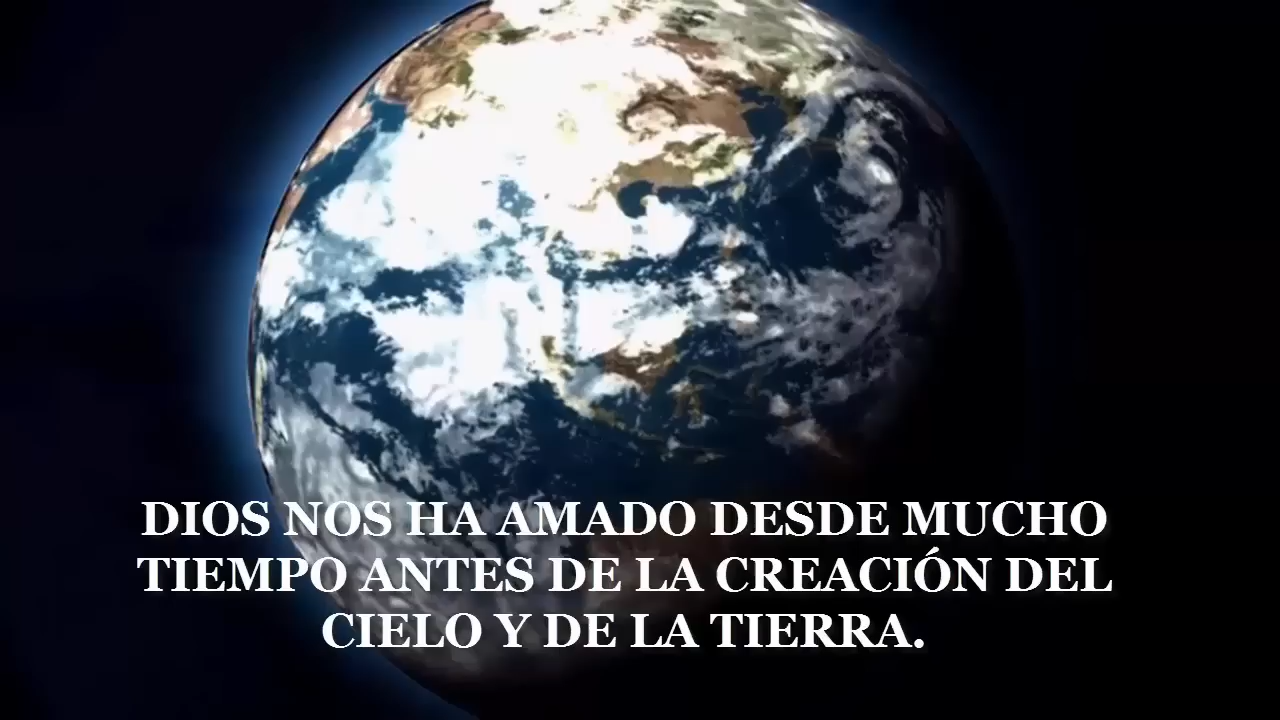 DIOS NOS HA AMADO DESDE MUCHO
TIEMPO ANTES DE LA CREACIÓN DEL
CIELO Y DE LA TIERRA.